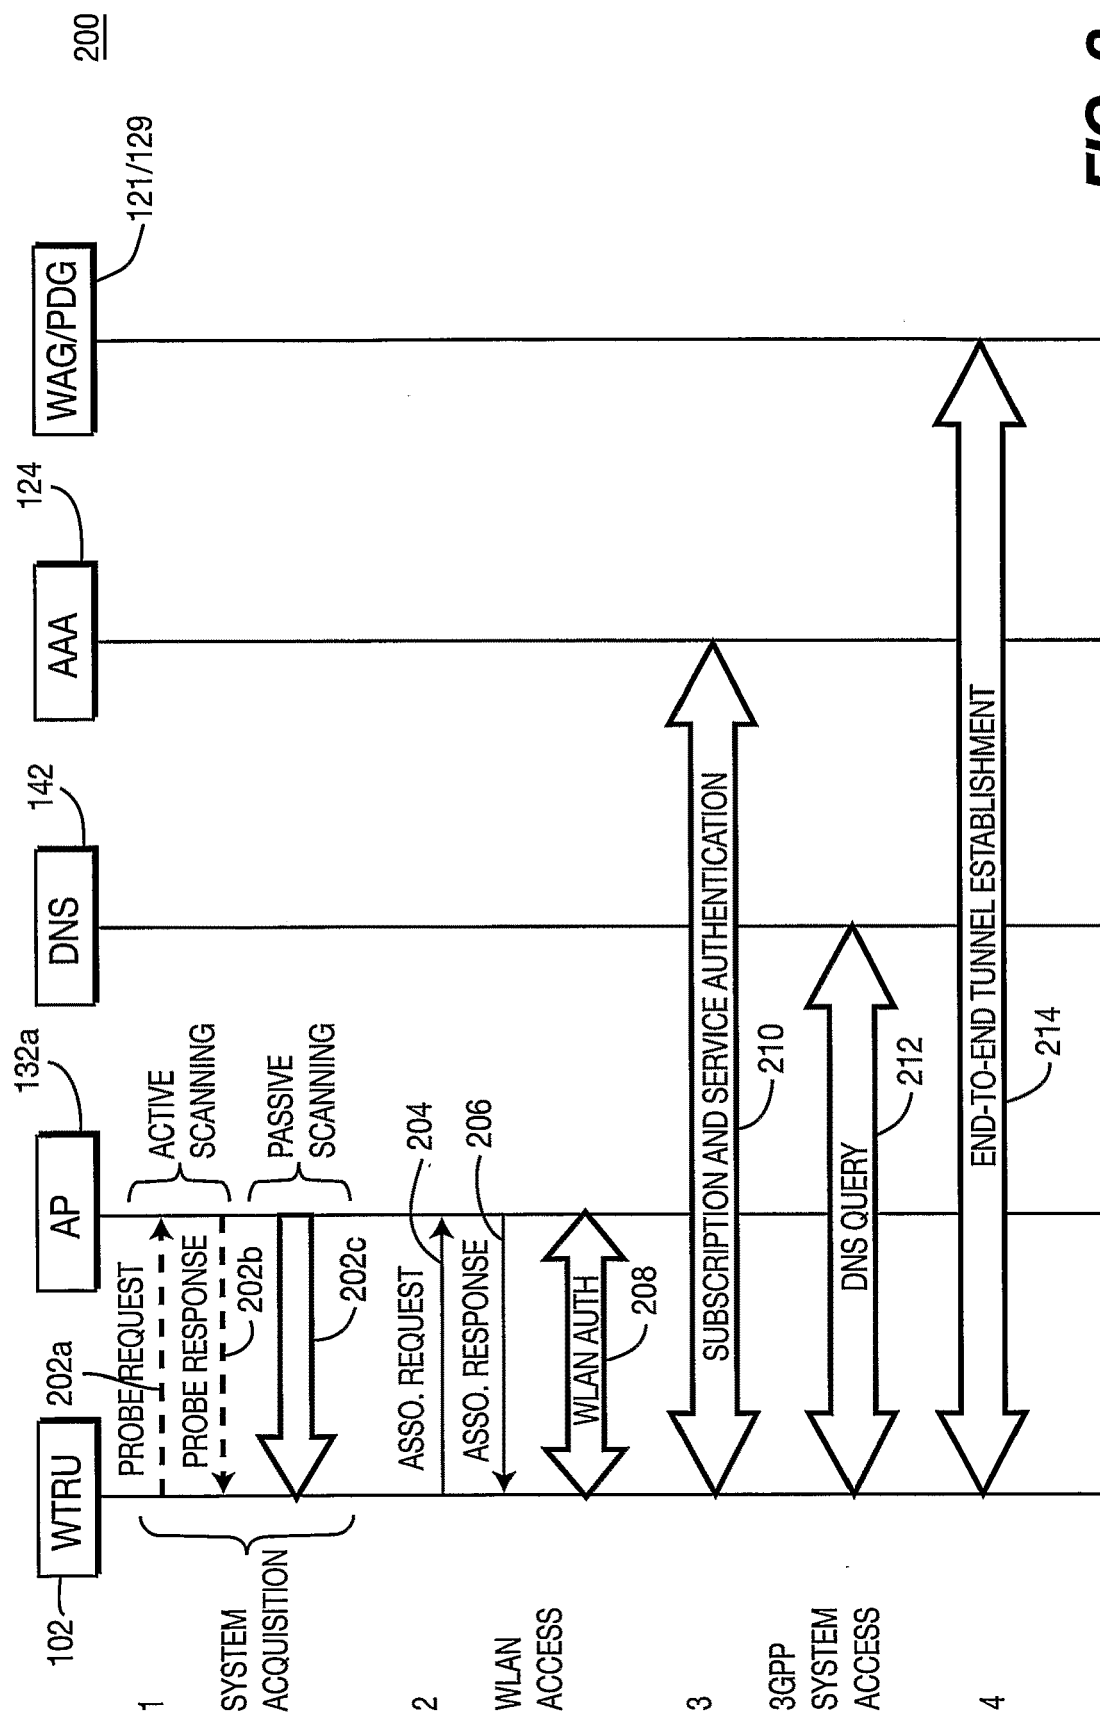 200
WTRU
102
AP
132a
DNS
142
AAA
124
WAG/PDG
121/129
1
SYSTEM
ACQUISITION
PROBE REQUEST
202a
PROBE RESPONSE
202b
ACTIVE
SCANNING
202c
PASSIVE
SCANNING
2
WLAN
ACCESS
ASSO. REQUEST
204
ASSO. RESPONSE
206
WLAN AUTH
208
3
3GPP
SYSTEM
ACCESS
SUBSCRIPTION AND SERVICE AUTHENTICATION
210
DNS QUERY
212
4
END-TO-END TUNNEL ESTABLISHMENT
214
FIG.